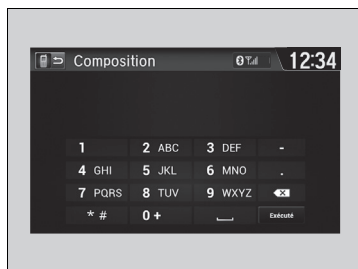 Composition 12:34
1 2 ABC 3 DEF -
4 GHI 5 JKL 6 MNO .
7 PQRS 8 TUV 9 WXYZ
* # 0 + Exécuté